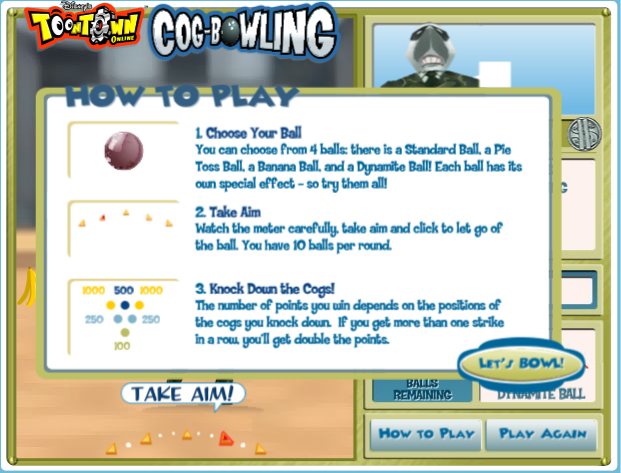 Disney's
TOONTOWN
ONLINE
COG-BOWLING
HOW TO PLAY
1. Choose Your Ball
You can choose from 4 balls: there is a Standard Ball, a Pie
Toss Ball, a Banana Ball, and a Dynamite Ball! Each ball has its
own special effect - so try them all!
2. Take Aim
Watch the meter carefully, take aim and click to let go of
the ball. You have 10 balls per round.
1000 500 1000
250 250
100
3. Knock Down the Cogs!
The number of points you win depends on the positions of
the cogs you knock down. If you get more than one strike
in a row, you'll get double the points.
LET'S BOWL!
TAKE AIM!
BALLS
REMAINING
DYNAMITE BALL
HOW TO PLAY
PLAY AGAIN